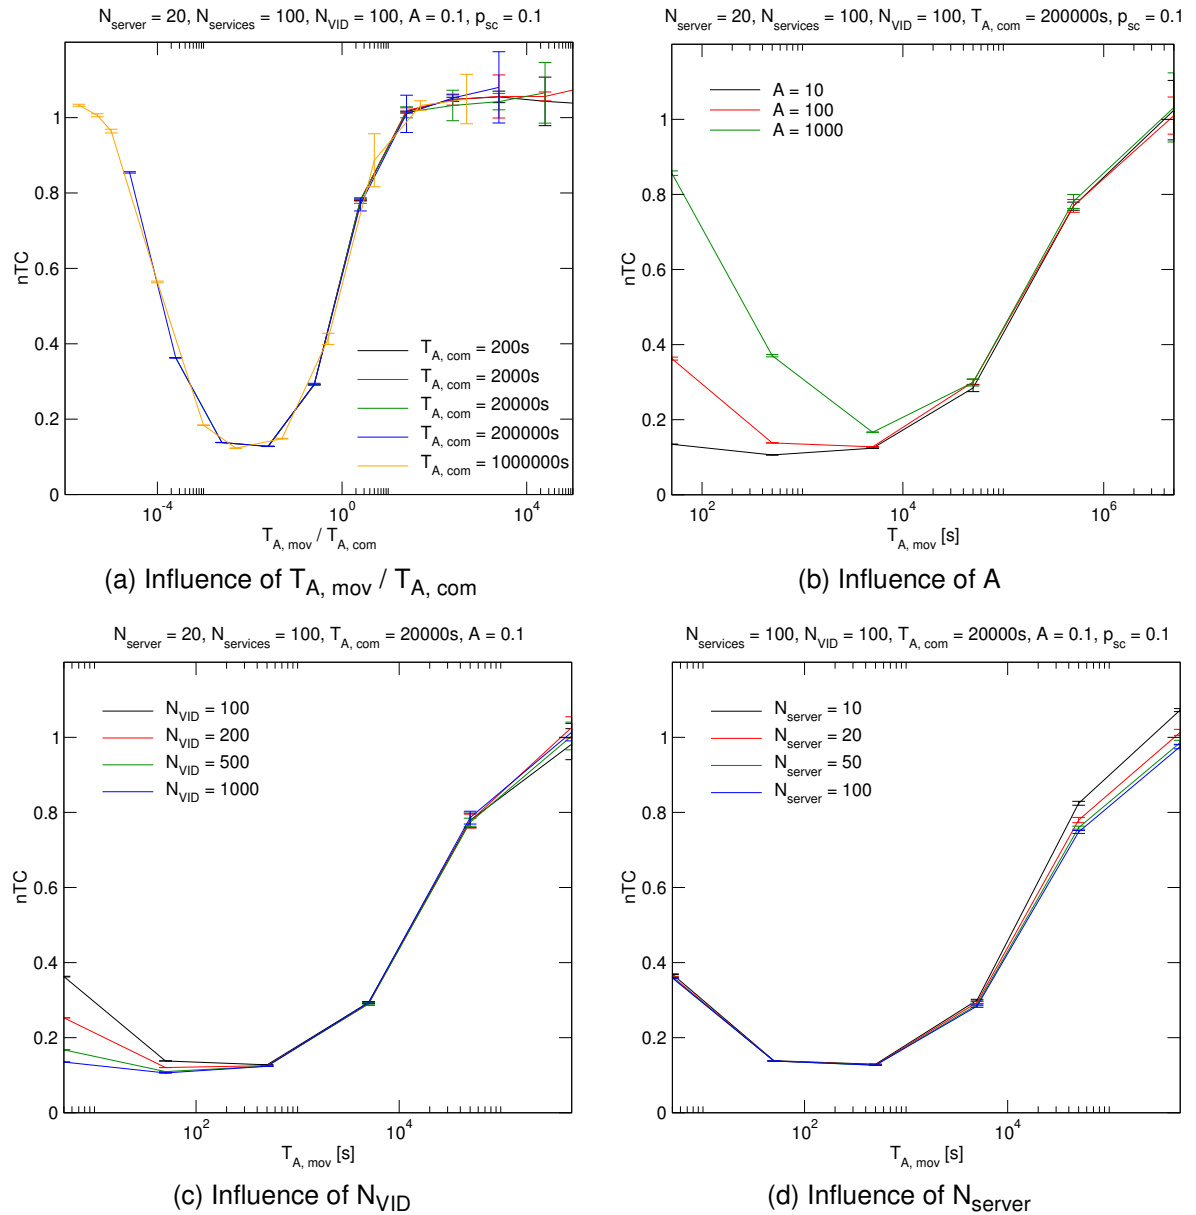 N_server = 20, N_services = 100, N_VID = 100, A = 0.1, p_sc = 0.1
nTC
1
0.8
0.6
0.4
0.2
0
10^-4
10^0
10^4
T_A, mov / T_A, com
T_A, com = 200s
T_A, com = 2000s
T_A, com = 20000s
T_A, com = 200000s
T_A, com = 1000000s
(a) Influence of T_A, mov / T_A, com
N_server = 20, N_services = 100, N_VID = 100, T_A, com = 200000s, p_sc = 0.1
nTC
1
0.8
0.6
0.4
0.2
0
10^2
10^4
10^6
T_A, mov [s]
A = 10
A = 100
A = 1000
(b) Influence of A
N_server = 20, N_services = 100, T_A, com = 20000s, A = 0.1
nTC
1
0.8
0.6
0.4
0.2
0
10^2
10^4
T_A, mov [s]
N_VID = 100
N_VID = 200
N_VID = 500
N_VID = 1000
(c) Influence of N_VID
N_services = 100, N_VID = 100, T_A, com = 20000s, A = 0.1, p_sc = 0.1
nTC
1
0.8
0.6
0.4
0.2
0
10^2
10^4
T_A, mov [s]
N_server = 10
N_server = 20
N_server = 50
N_server = 100
(d) Influence of N_server